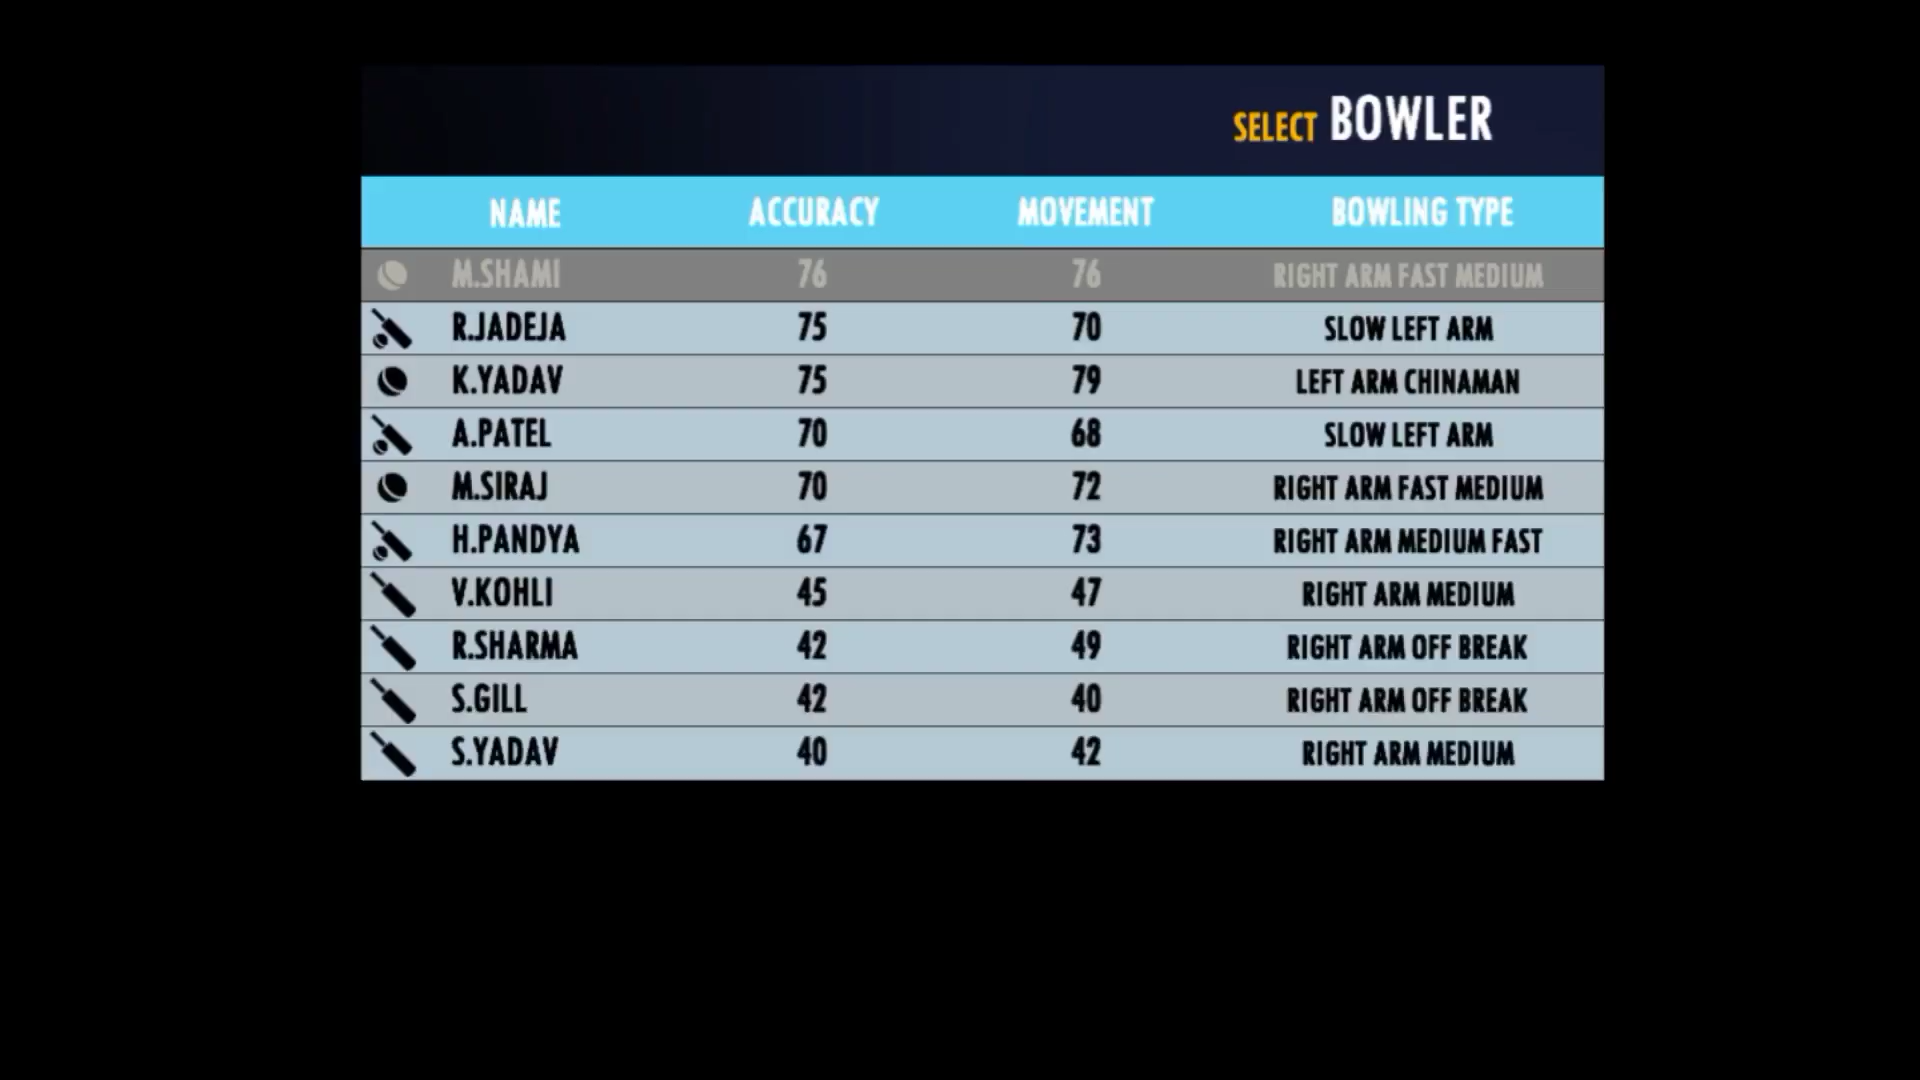 SELECT BOWLER
NAME ACCURACY MOVEMENT BOWLING TYPE
M.SHAMI 76 76 RIGHT ARM FAST MEDIUM
R.JADEJA 75 70 SLOW LEFT ARM
K.YADAV 75 79 LEFT ARM CHINAMAN
A.PATEL 70 68 SLOW LEFT ARM
M.SIRAJ 70 72 RIGHT ARM FAST MEDIUM
H.PANDYA 67 73 RIGHT ARM MEDIUM FAST
V.KOHLI 45 47 RIGHT ARM MEDIUM
R.SHARMA 42 49 RIGHT ARM OFF BREAK
S.GILL 42 40 RIGHT ARM OFF BREAK
S.YADAV 40 42 RIGHT ARM MEDIUM